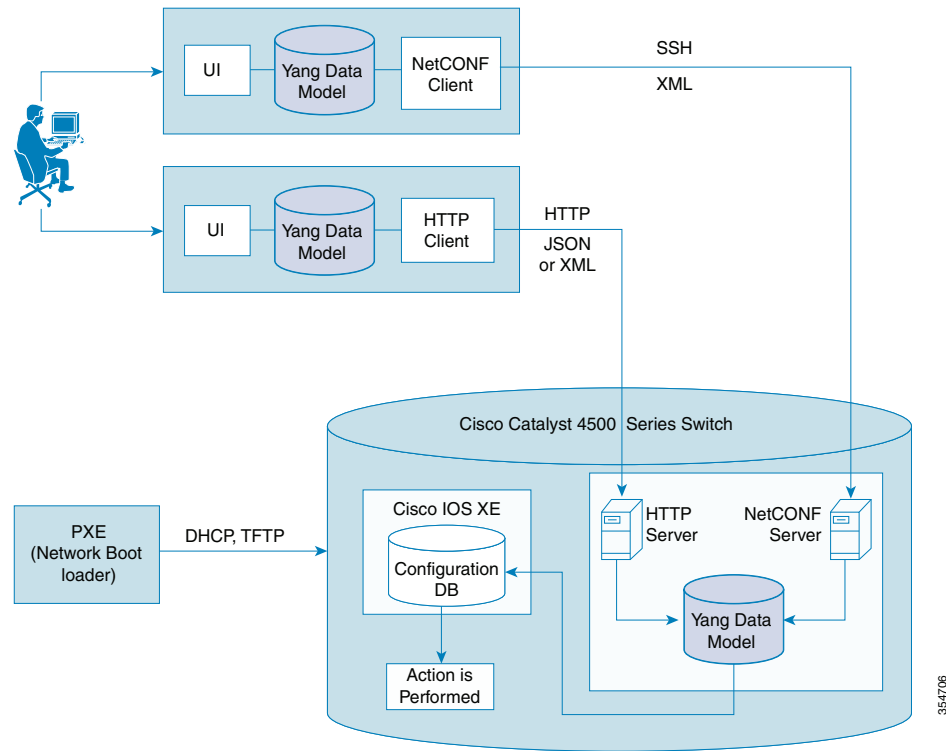 UI
Yang Data
Model
NetCONF
Client
SSH
XML
UI
Yang Data
Model
HTTP
Client
HTTP
JSON
or XML
Cisco Catalyst 4500 Series Switch
PXE
(Network Boot
loader)
DHCP, TFTP
Cisco IOS XE
Configuration
DB
Action is
Performed
HTTP
Server
NetCONF
Server
Yang Data
Model
354706